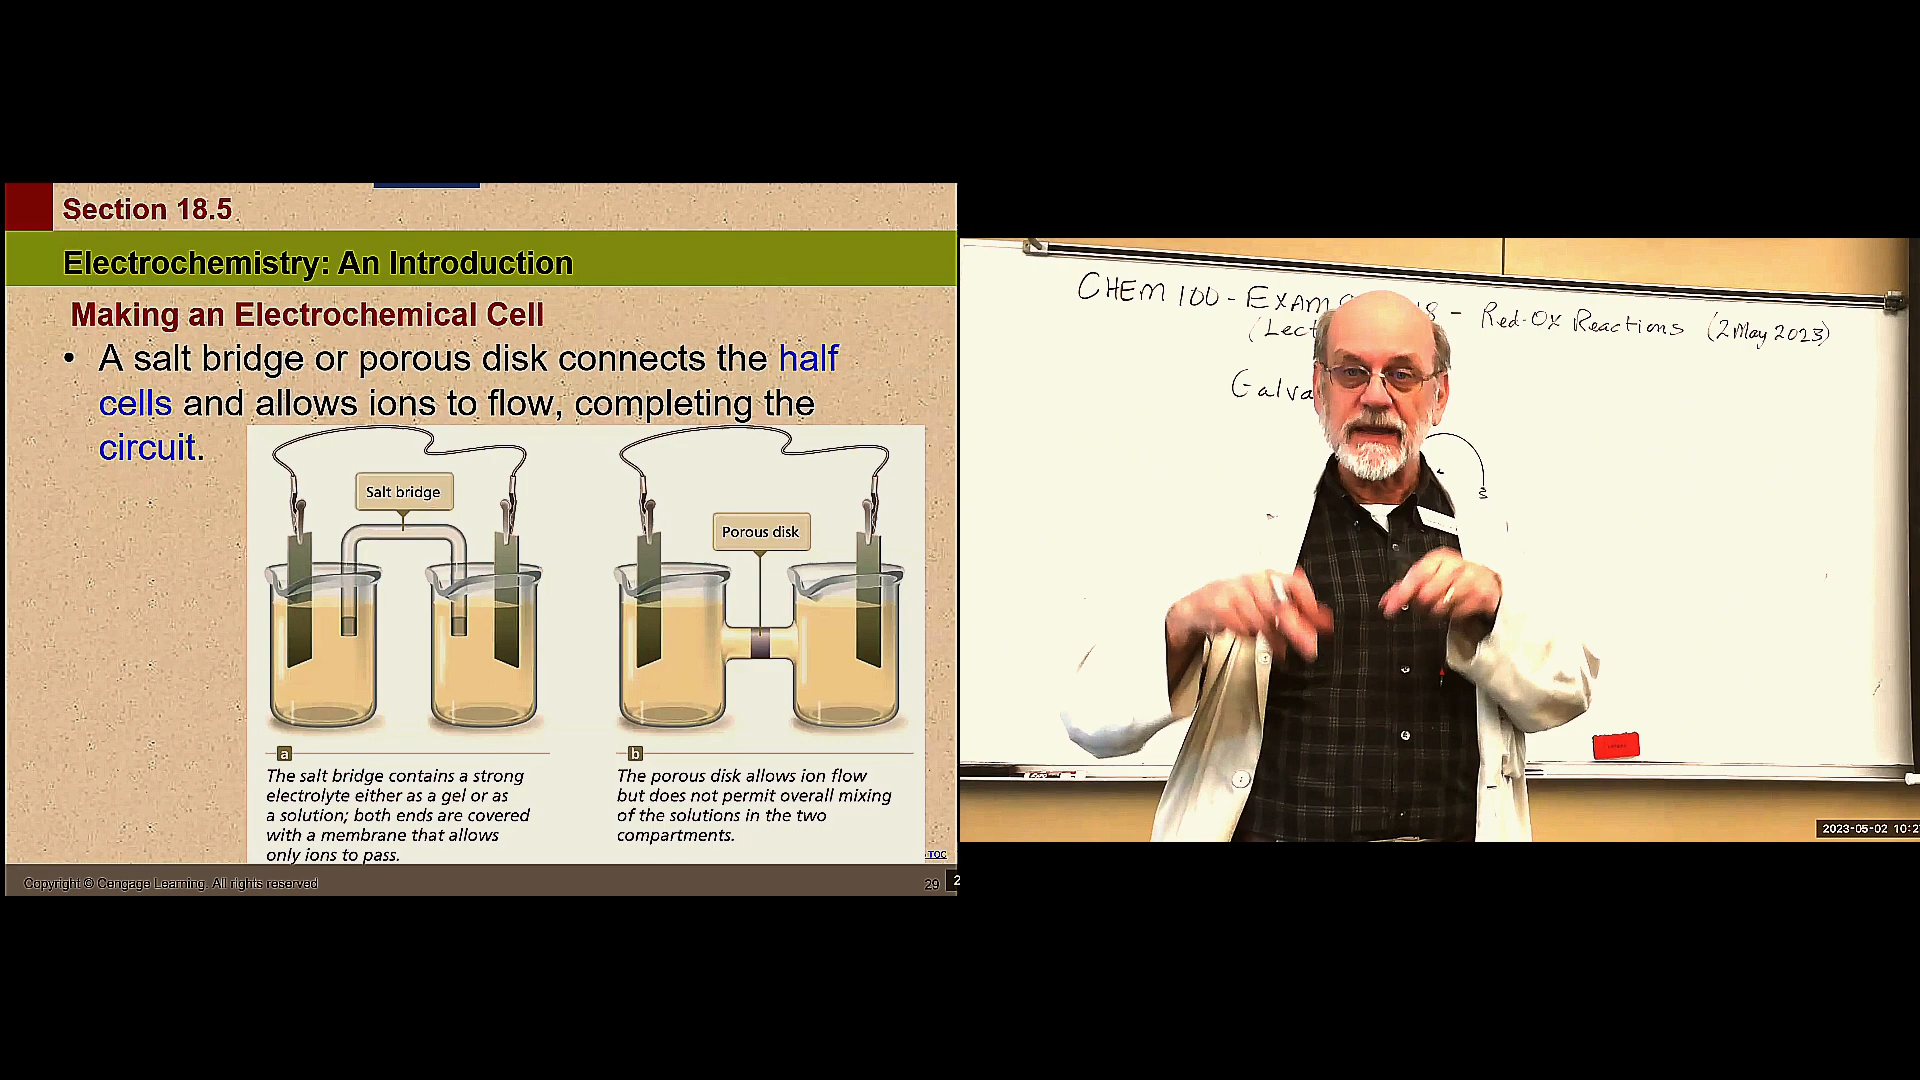 Section 18.5
Electrochemistry: An Introduction
Making an Electrochemical Cell
• A salt bridge or porous disk connects the half
cells and allows ions to flow, completing the
circuit.
Salt bridge
Porous disk
a
The salt bridge contains a strong
electrolyte either as a gel or as
a solution; both ends are covered
with a membrane that allows
only ions to pass.
b
The porous disk allows ion flow
but does not permit overall mixing
of the solutions in the two
compartments.
TOC
Copyright © Cengage Learning. All rights reserved
29
2
CHEM 100 - EXAM 8 - Red-Ox Reactions (2 May 2023)
(Lect
Galva
2023-05-02 10:2